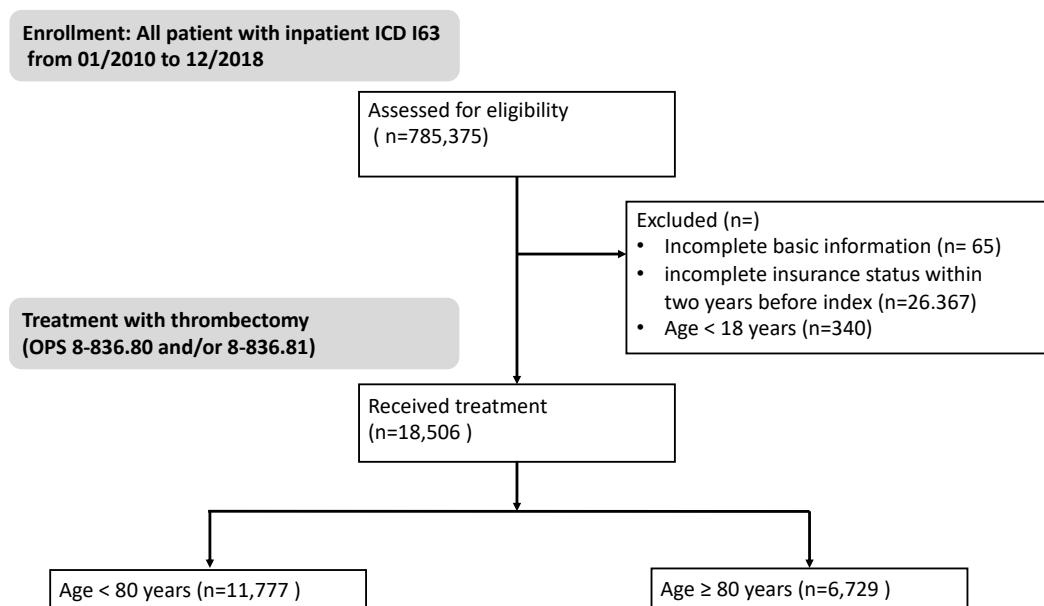 Enrollment: All patient with inpatient ICD I63
from 01/2010 to 12/2018
Assessed for eligibility
( n=785,375)
Excluded (n=)
• Incomplete basic information (n= 65)
• incomplete insurance status within
two years before index (n=26.367)
• Age < 18 years (n=340)
Treatment with thrombectomy
(OPS 8-836.80 and/or 8-836.81)
Received treatment
(n=18,506 )
Age < 80 years (n=11,777 )
Age ≥ 80 years (n=6,729 )